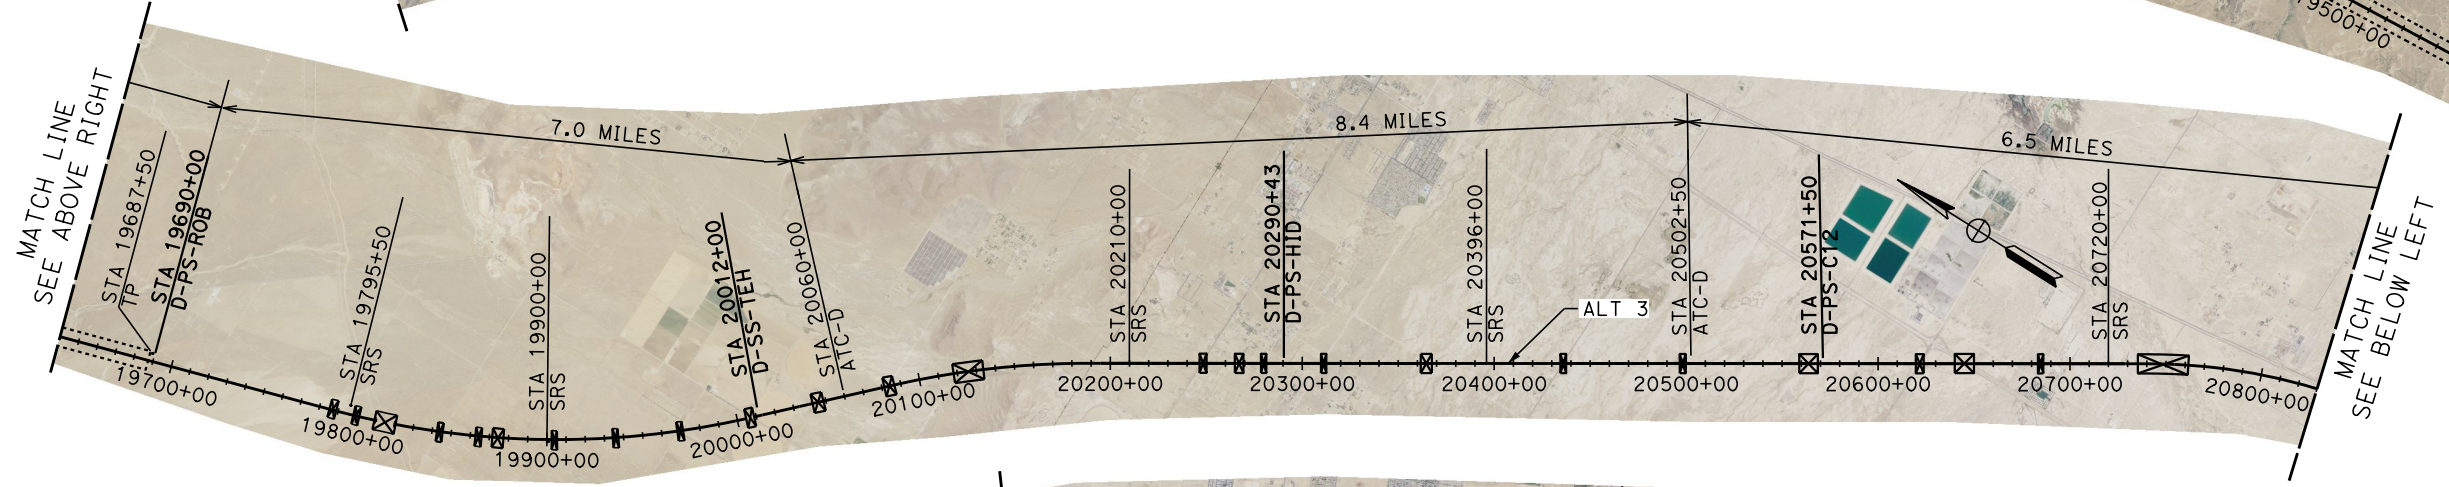 9500+00
MATCH LINE
SEE ABOVE RIGHT
7.0 MILES
8.4 MILES
6.5 MILES
STA 19687+50
TP
STA 19690+00
D-PS-ROB
STA 19795+50
SRS
STA 19900+00
SRS
STA 20012+00
D-SS-TEH
STA 20060+00
ATC-D
STA 20210+00
SRS
STA 20290+43
D-PS-HID
STA 20396+00
SRS
ALT 3
STA 20502+50
ATC-D
STA 20571+50
D-PS-C12
STA 20720+00
SRS
19700+00
19800+00
19900+00
20000+00
20100+00
20200+00
20300+00
20400+00
20500+00
20600+00
20700+00
20800+00
MATCH LINE
SEE BELOW LEFT